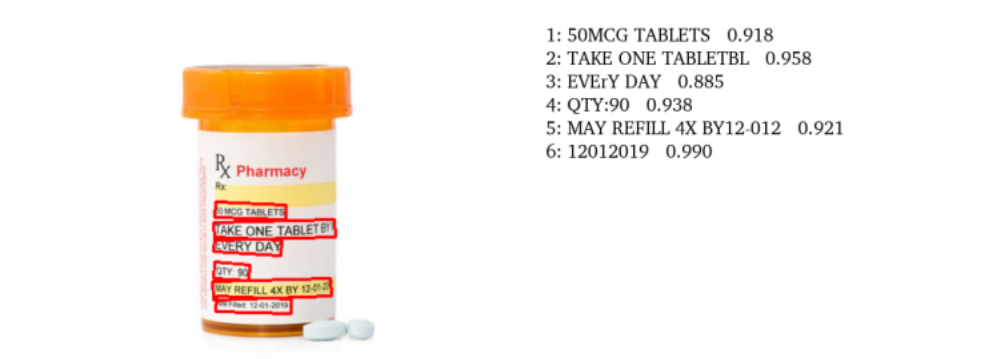 Rx Pharmacy
Rx:
0 MCG TABLETS
TAKE ONE TABLET BY
EVERY DAY
QTY: 90
MAY REFILL 4X BY 12-01-20
Filled: 12-01-2019
1: 50MCG TABLETS 0.918
2: TAKE ONE TABLETBL 0.958
3: EVErY DAY 0.885
4: QTY:90 0.938
5: MAY REFILL 4X BY12-012 0.921
6: 12012019 0.990